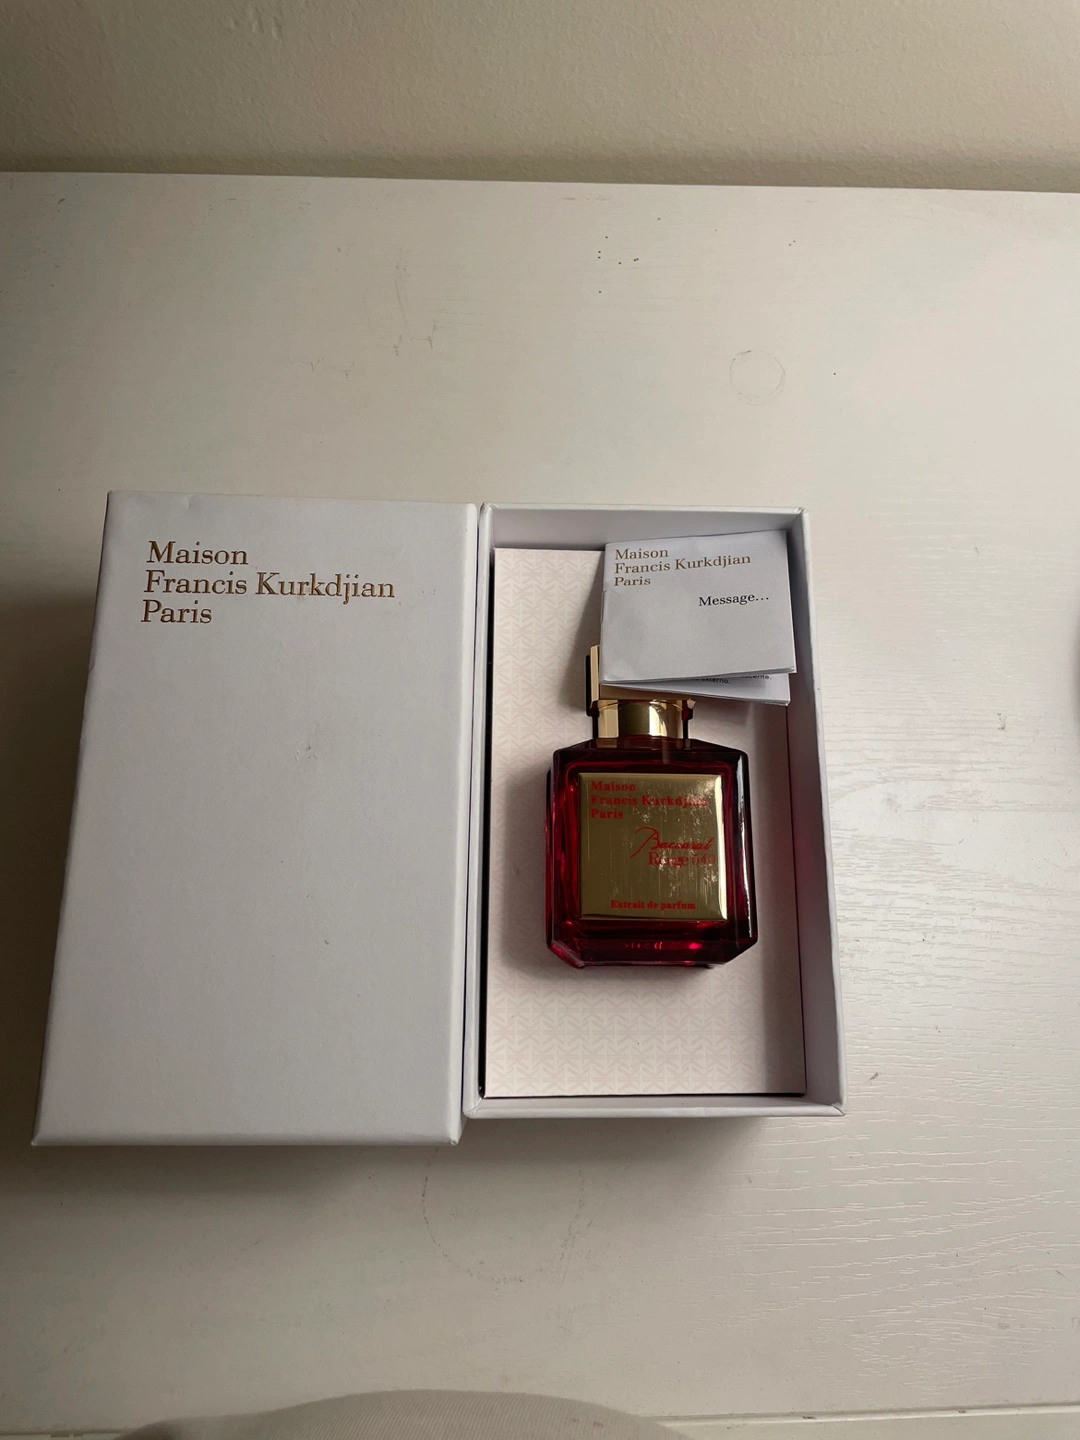 Maison
Francis Kurkdjian
Paris
Maison
Francis Kurkdjian
Paris
Message...
Maison
Francis Kurkdjian
Paris
Baccarat
Rouge 540
Extrait de parfum